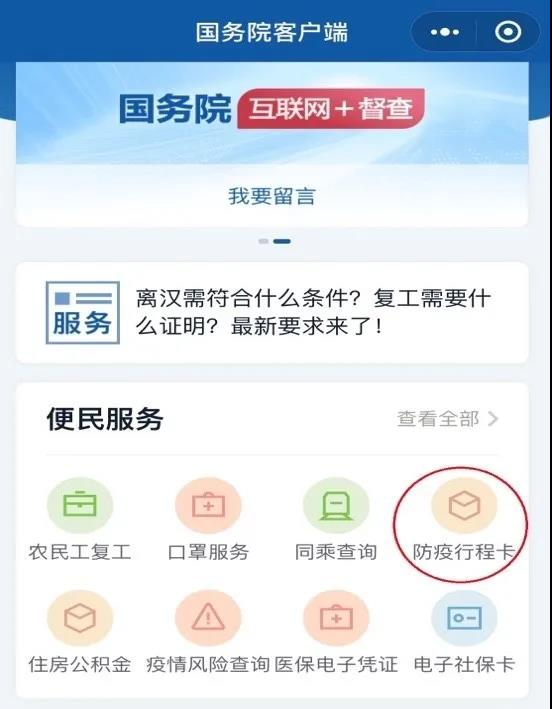 国务院客户端
国务院 互联网+督查
我要留言
服务
离汉需符合什么条件？复工需要什
么证明？最新要求来了！
便民服务
查看全部
农民工复工 口罩服务 同乘查询 防疫行程卡
住房公积金 疫情风险查询 医保电子凭证 电子社保卡